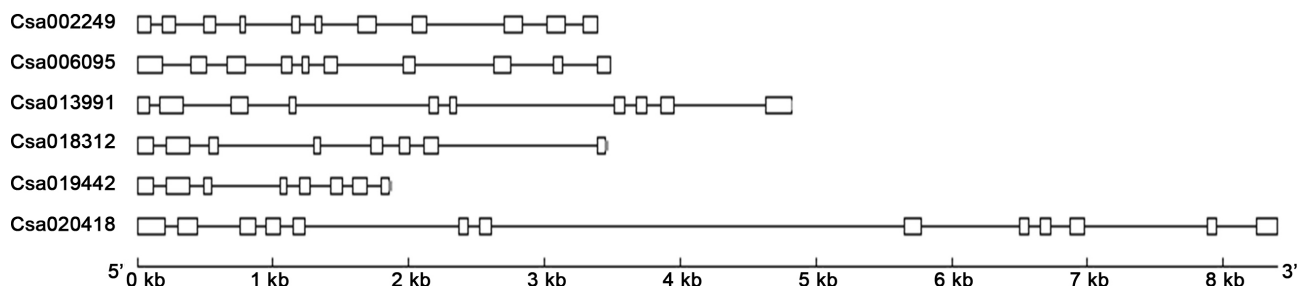 Csa002249
Csa006095
Csa013991
Csa018312
Csa019442
Csa020418
5’ 0 kb 1 kb 2 kb 3 kb 4 kb 5 kb 6 kb 7 kb 8 kb 3’